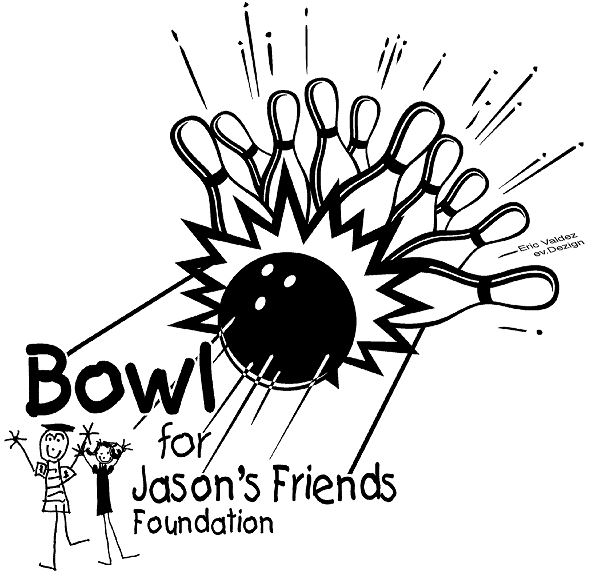 Eric Valdez
ev.Dezign
Bowl
for
Jason's Friends
Foundation